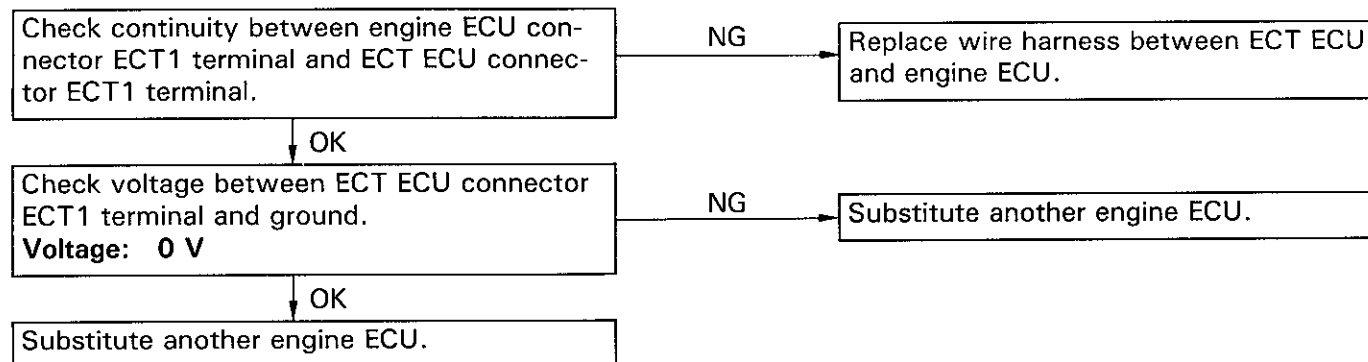 Check continuity between engine ECU con-
nector ECT1 terminal and ECT ECU connec-
tor ECT1 terminal.
NG
Replace wire harness between ECT ECU
and engine ECU.
OK
Check voltage between ECT ECU connector
ECT1 terminal and ground.
Voltage: 0 V
NG
Substitute another engine ECU.
OK
Substitute another engine ECU.